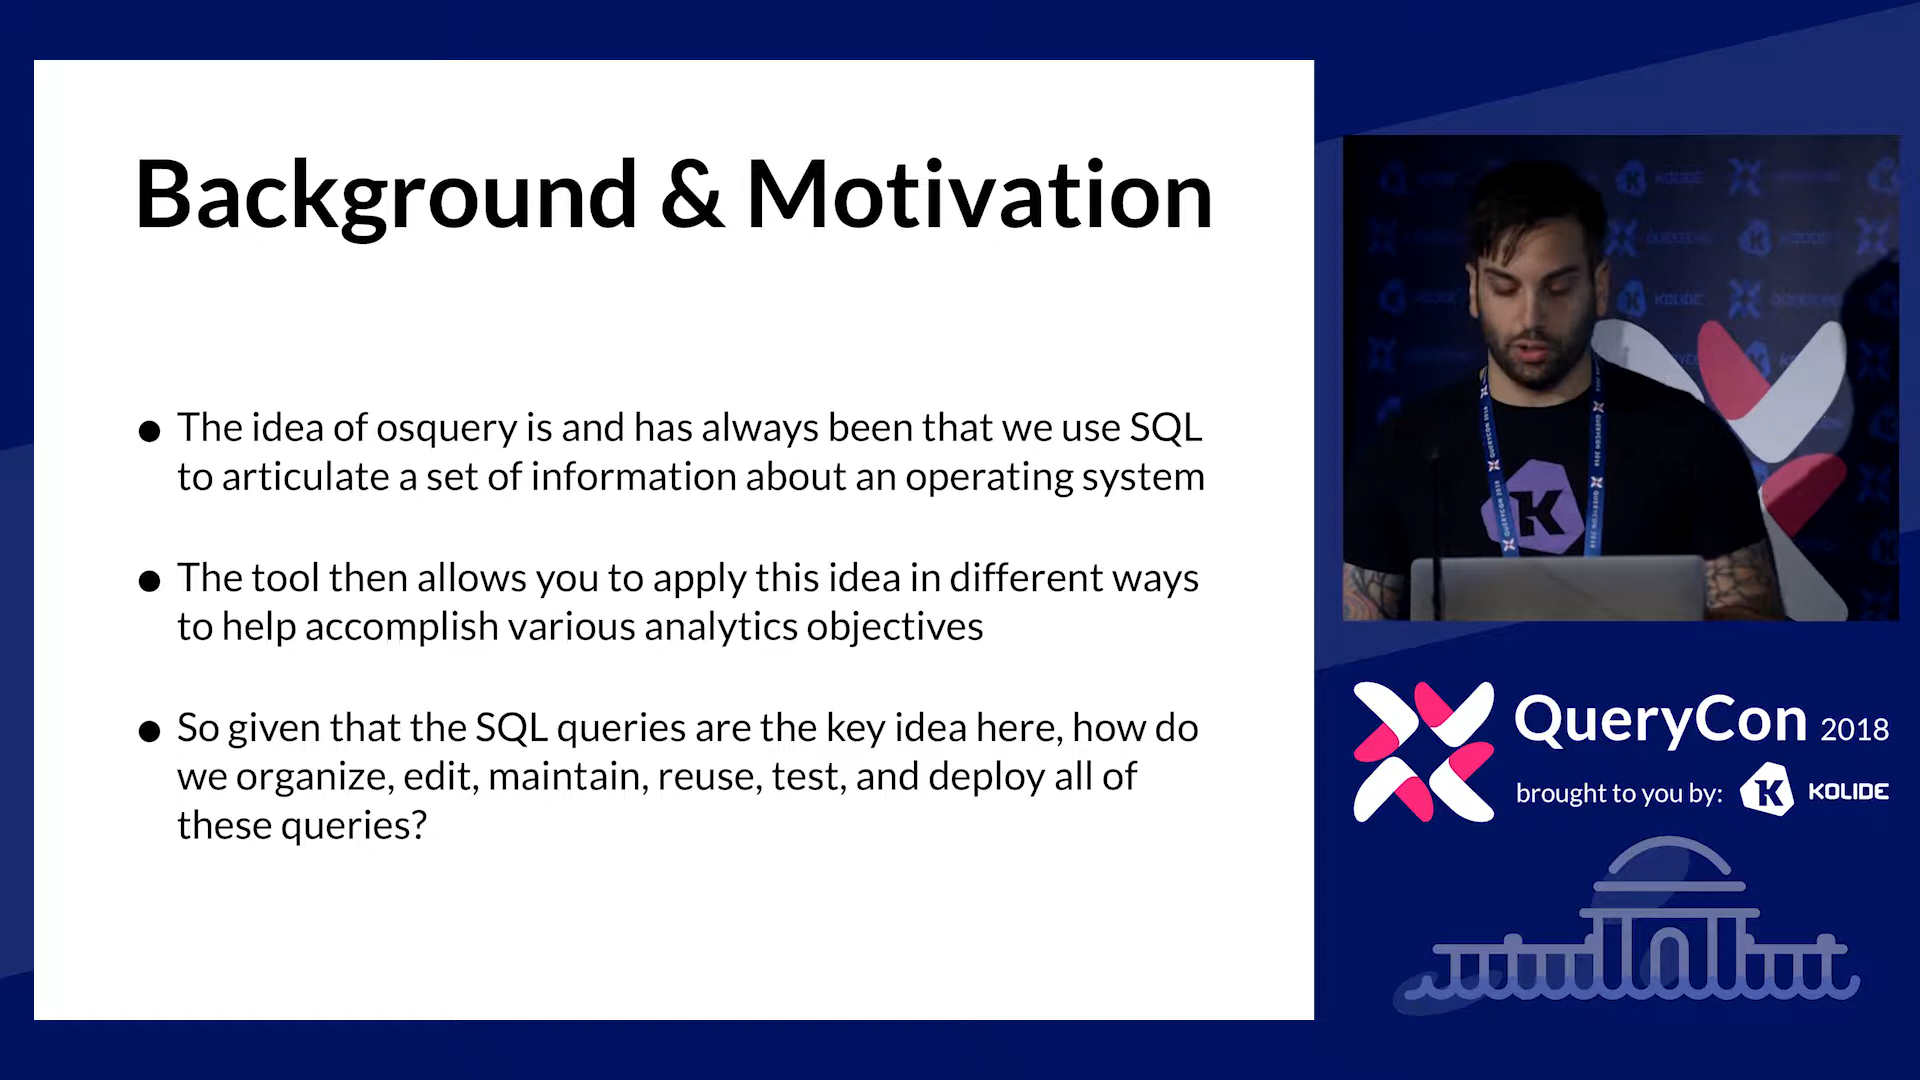 Background & Motivation
● The idea of osquery is and has always been that we use SQL
to articulate a set of information about an operating system
● The tool then allows you to apply this idea in different ways
to help accomplish various analytics objectives
● So given that the SQL queries are the key idea here, how do
we organize, edit, maintain, reuse, test, and deploy all of
these queries?
KOLIDE
KOLIDE
K
QueryCon 2018
brought to you by: K KOLIDE